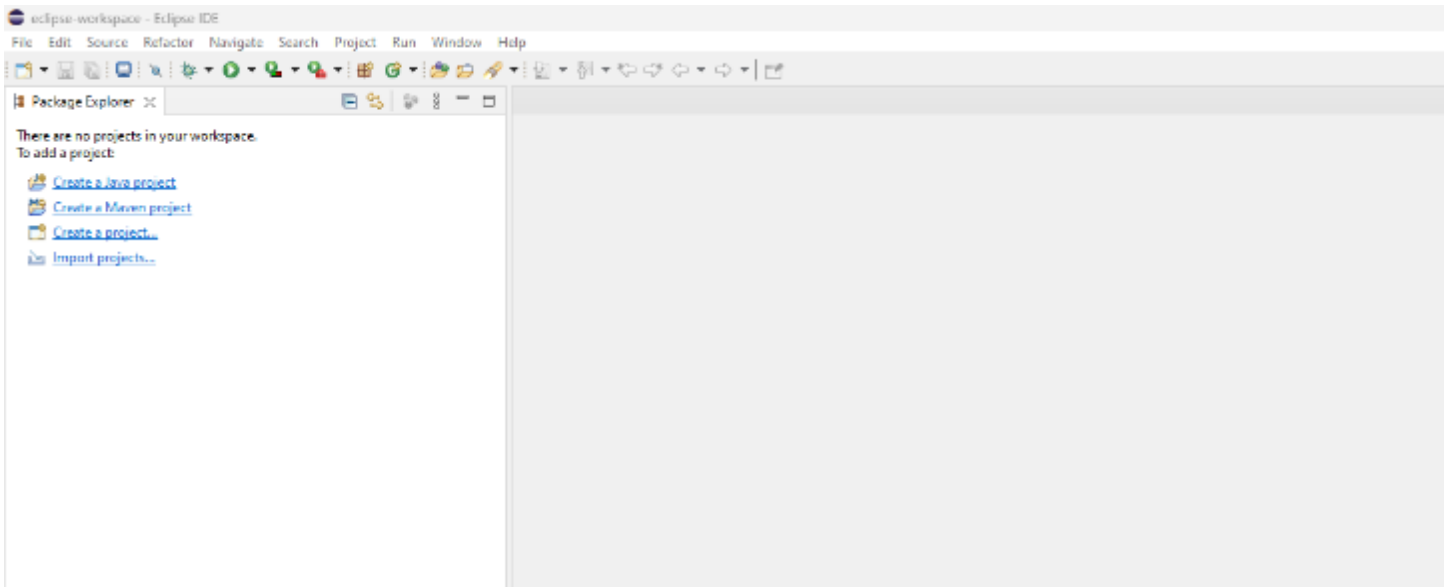 eclipse-workspace - Eclipse IDE
File Edit Source Refactor Navigate Search Project Run Window Help
Package Explorer
There are no projects in your workspace.
To add a project:
Create a Java project
Create a Maven project
Create a project...
Import projects...